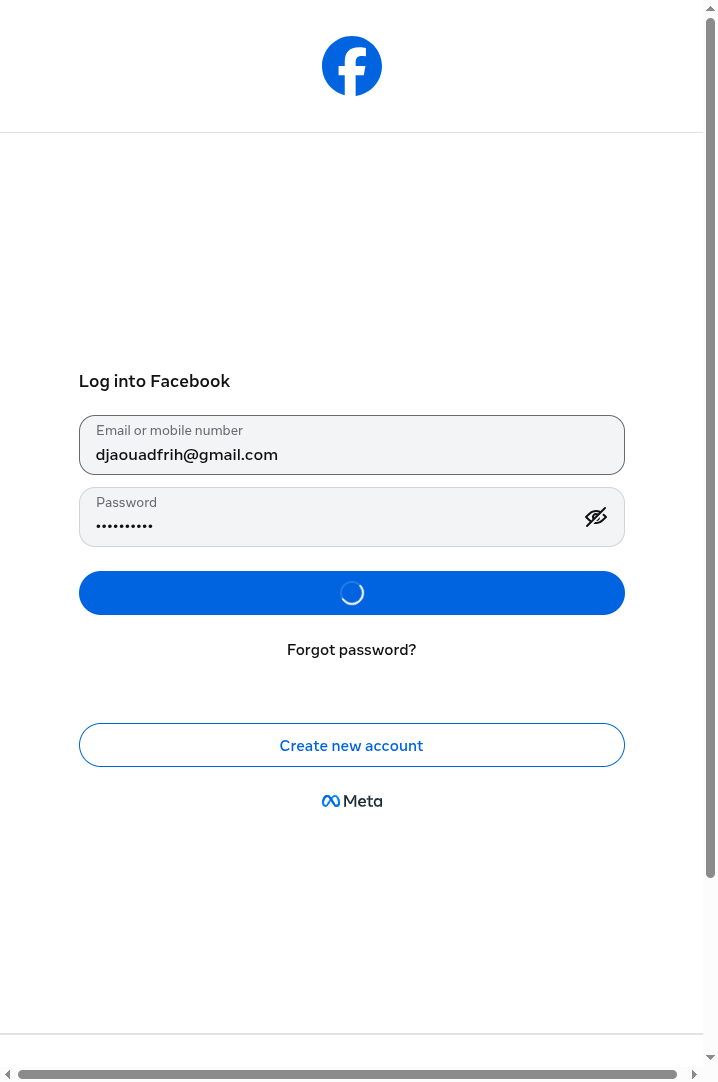 Log into Facebook
Email or mobile number
djaouadfrih@gmail.com
Password
••••••••••
Forgot password?
Create new account
Meta